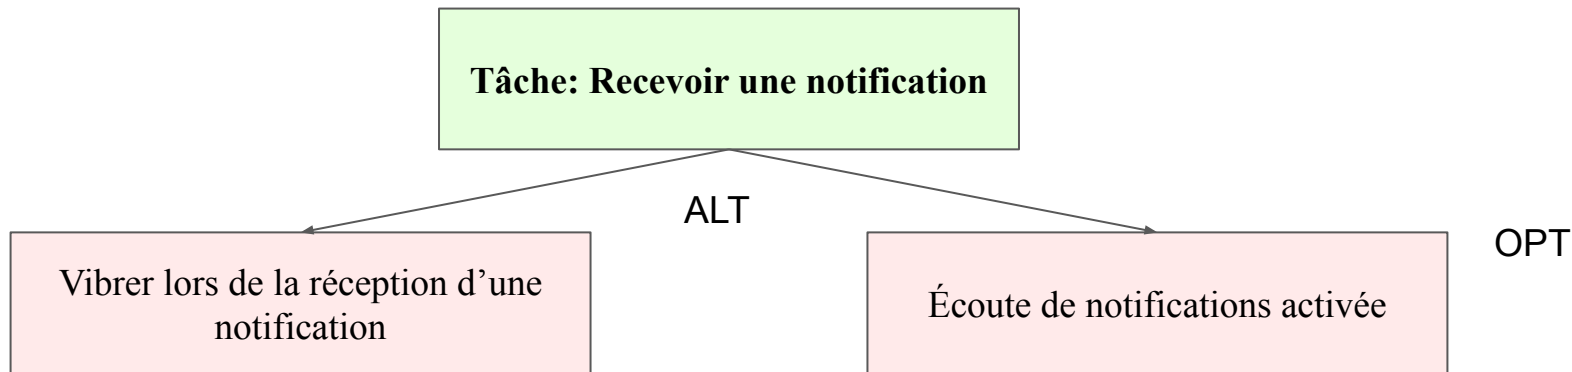 Tâche: Recevoir une notification
ALT
OPT
Vibrer lors de la réception d’une
notification
Écoute de notifications activée